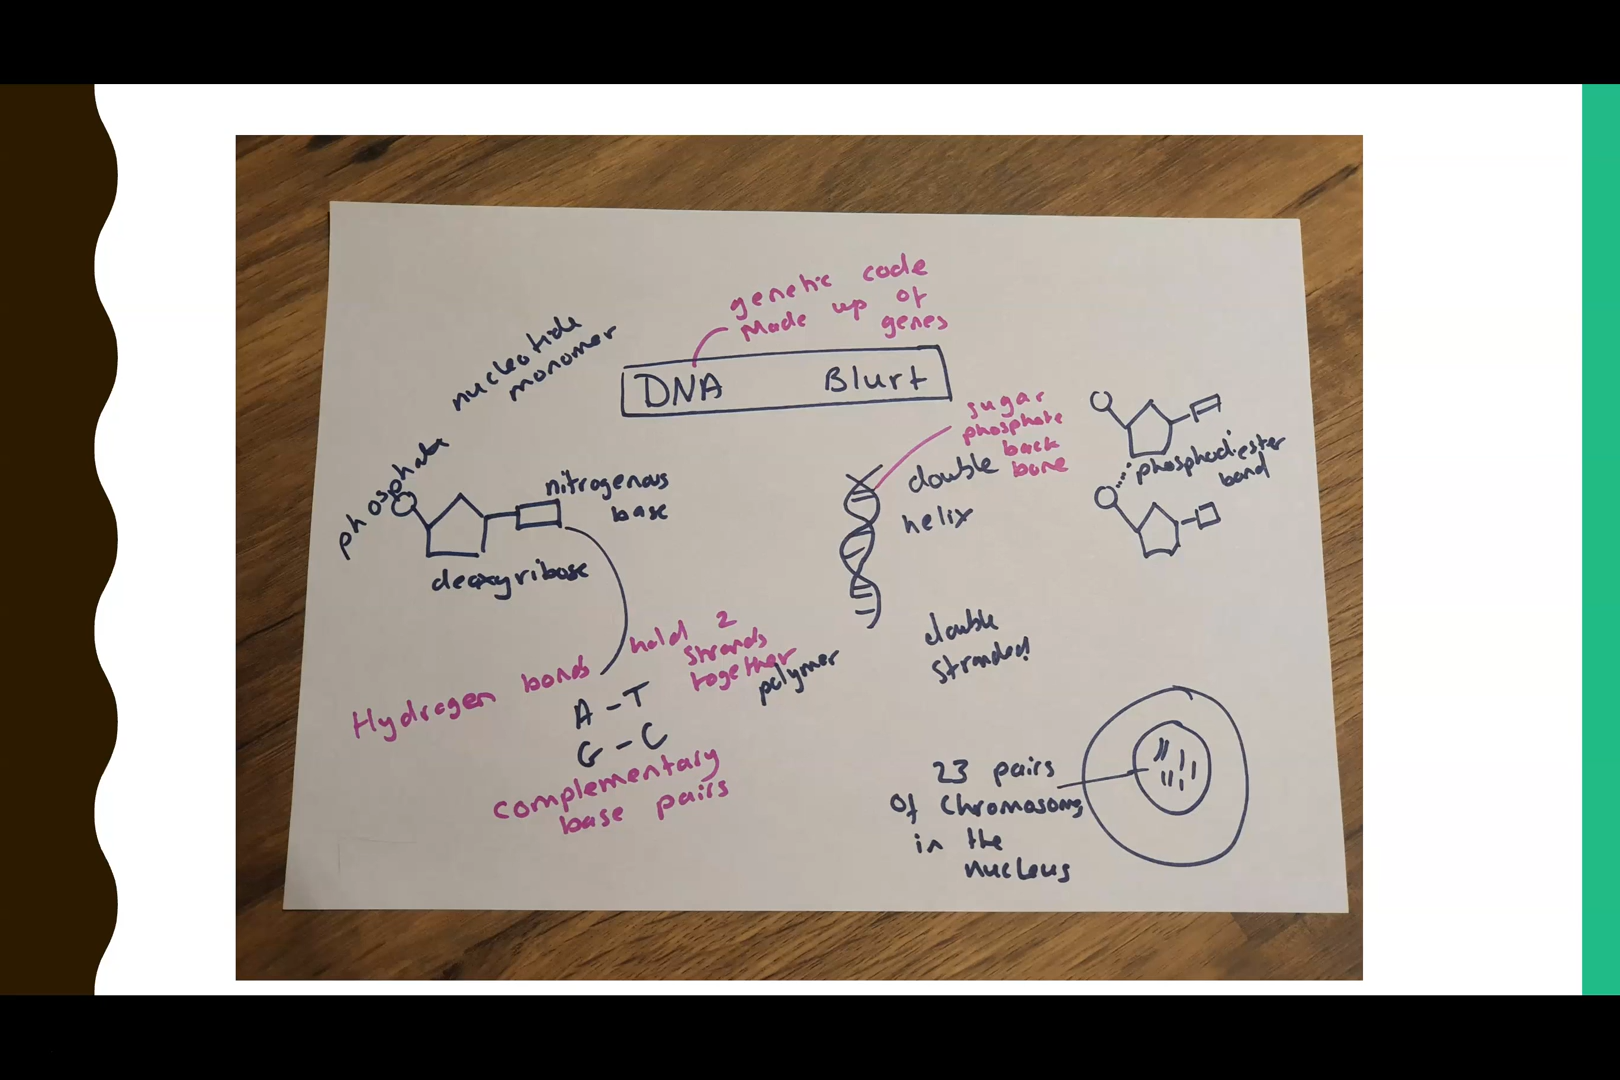 genetic code
Made up of
genes
DNA Blurt
nucleotide
monomer
phosphate
nitrogenous
base
deoxyribose
sugar
phosphate
back
bone
double
helix
phosphodiester
bond
double
stranded
Hydrogen bonds
hold 2
strands
together
polymer
A - T
G - C
complementary
base pairs
23 pairs
of chromosomes
in the
nucleus